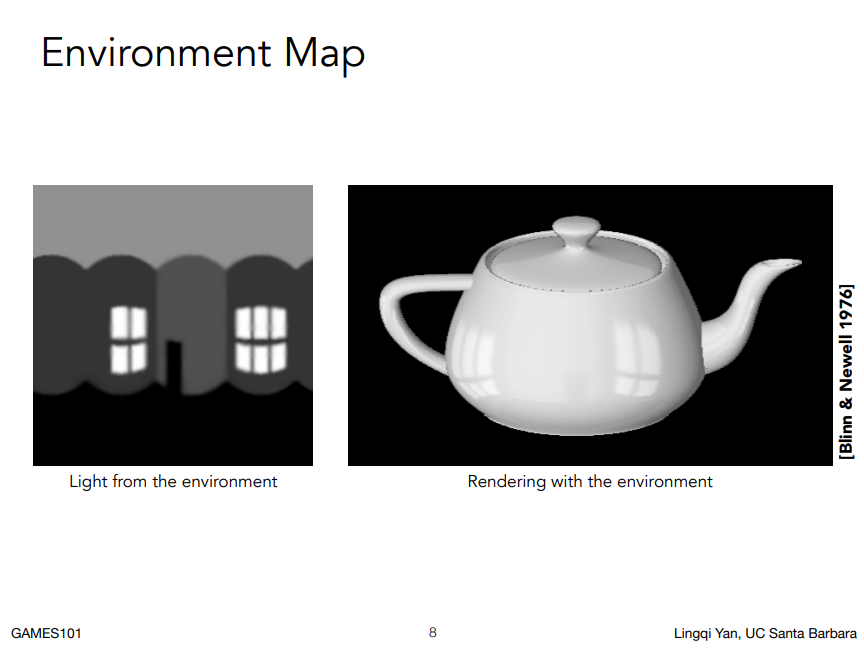 Environment Map
[Blinn & Newell 1976]
Light from the environment
Rendering with the environment
GAMES101
8
Lingqi Yan, UC Santa Barbara